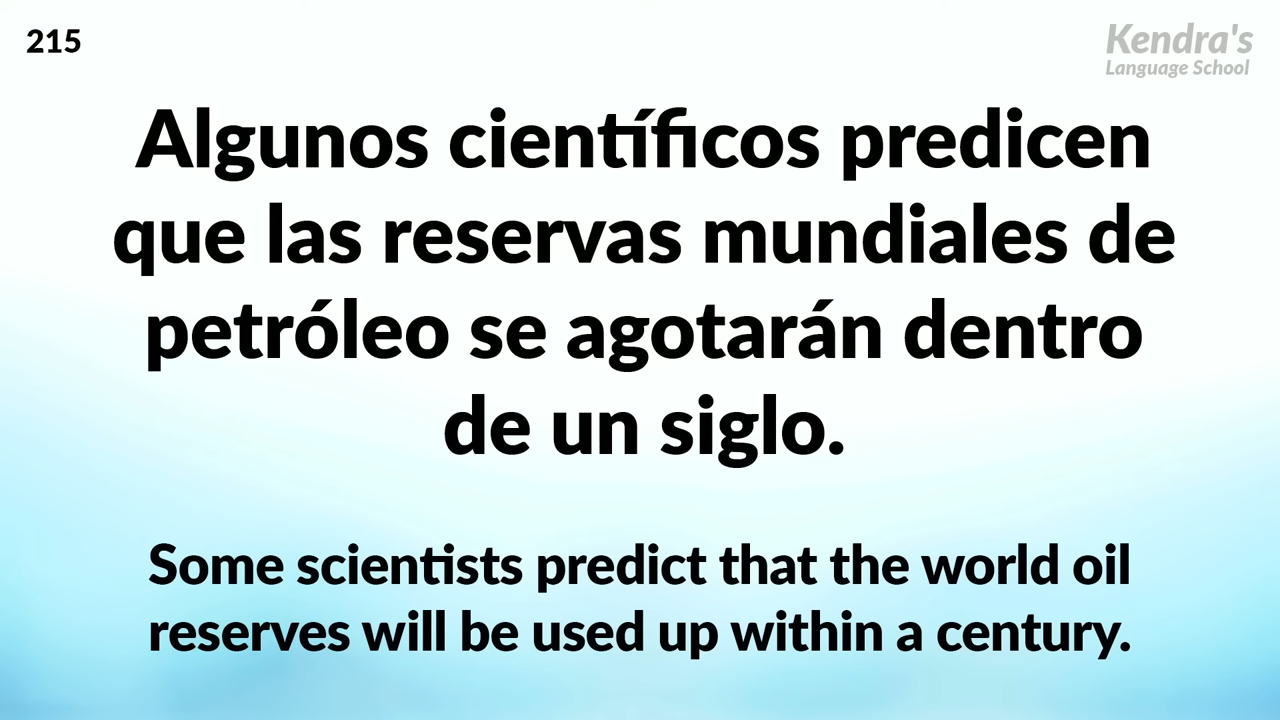 215
Kendra's
Language School
Algunos científicos predicen
que las reservas mundiales de
petróleo se agotarán dentro
de un siglo.
Some scientists predict that the world oil
reserves will be used up within a century.